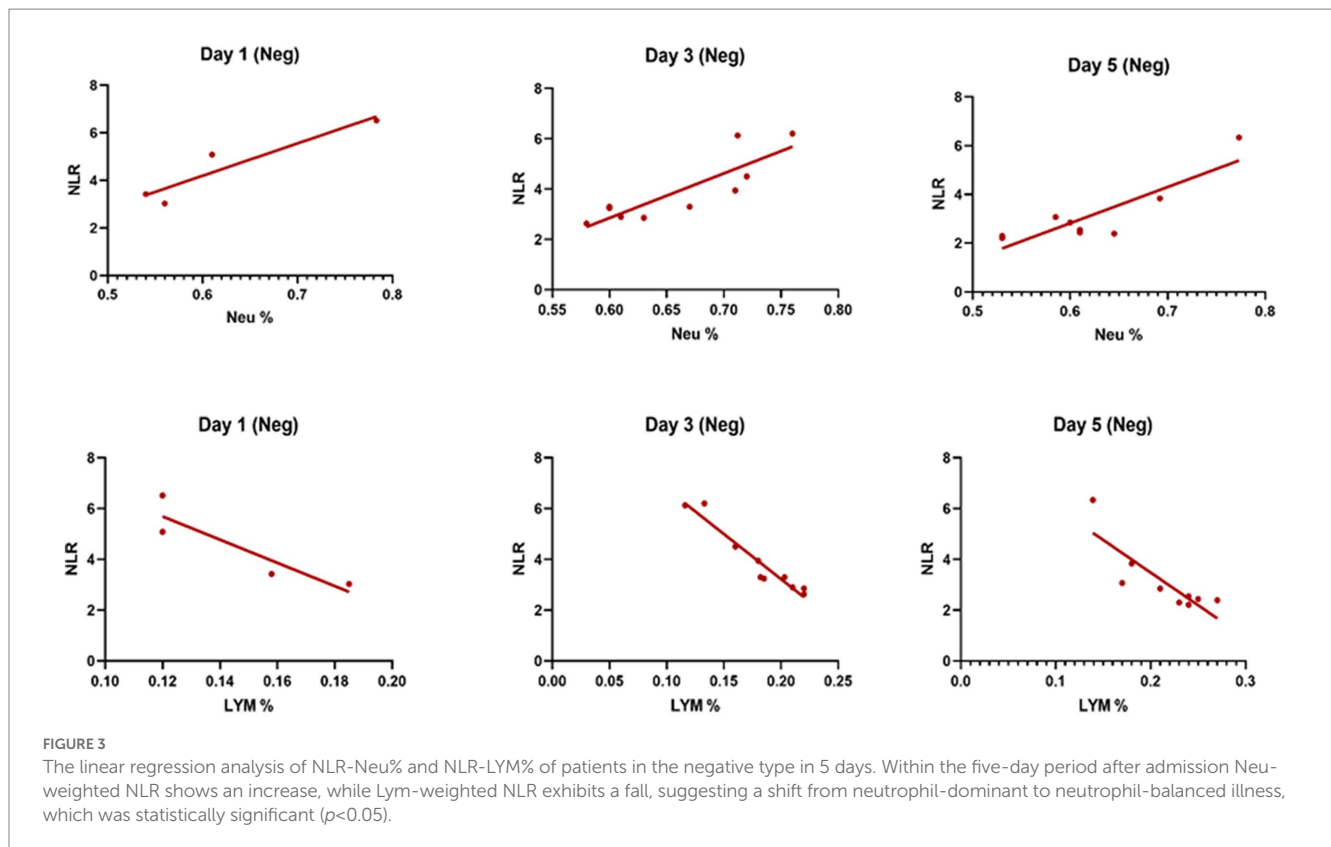 Day 1 (Neg)
8
6
4
2
0
NLR
0.5 0.6 0.7 0.8
Neu %
Day 3 (Neg)
8
6
4
2
0
NLR
0.55 0.60 0.65 0.70 0.75 0.80
Neu %
Day 5 (Neg)
8
6
4
2
0
NLR
0.5 0.6 0.7 0.8
Neu %
Day 1 (Neg)
8
6
4
2
0
NLR
0.10 0.12 0.14 0.16 0.18 0.20
LYM %
Day 3 (Neg)
8
6
4
2
0
NLR
0.00 0.05 0.10 0.15 0.20 0.25
LYM %
Day 5 (Neg)
8
6
4
2
0
NLR
0.0 0.1 0.2 0.3
LYM %
FIGURE 3
The linear regression analysis of NLR-Neu% and NLR-LYM% of patients in the negative type in 5 days. Within the five-day period after admission Neu-
weighted NLR shows an increase, while Lym-weighted NLR exhibits a fall, suggesting a shift from neutrophil-dominant to neutrophil-balanced illness,
which was statistically significant (p<0.05).